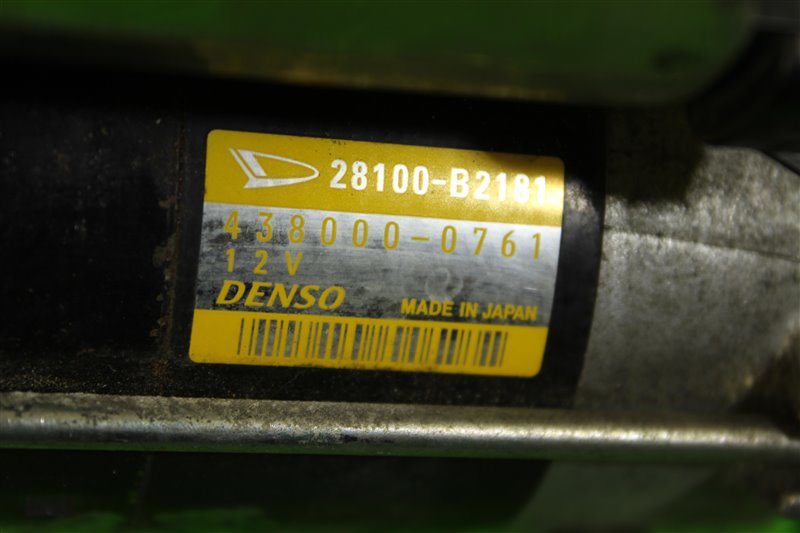 28100-B2181
438000-0761
12V
DENSO MADE IN JAPAN